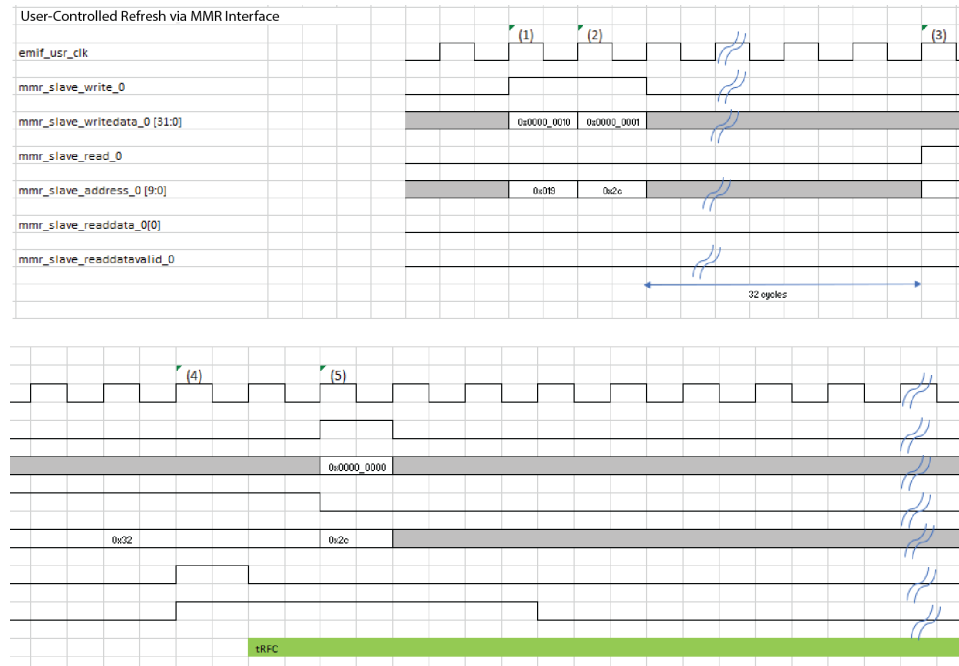 User-Controlled Refresh via MMR Interface
(1) (2) (3)
emif_usr_clk
mmr_slave_write_0
mmr_slave_writedata_0 [31:0] 0x0000_0010 0x0000_0001
mmr_slave_read_0
mmr_slave_address_0 [9:0] 0x019 0x2c
mmr_slave_readdata_0[0]
mmr_slave_readdatavalid_0
32 cycles
(4) (5)
0x0000_0000
0x32 0x2c
tRFC